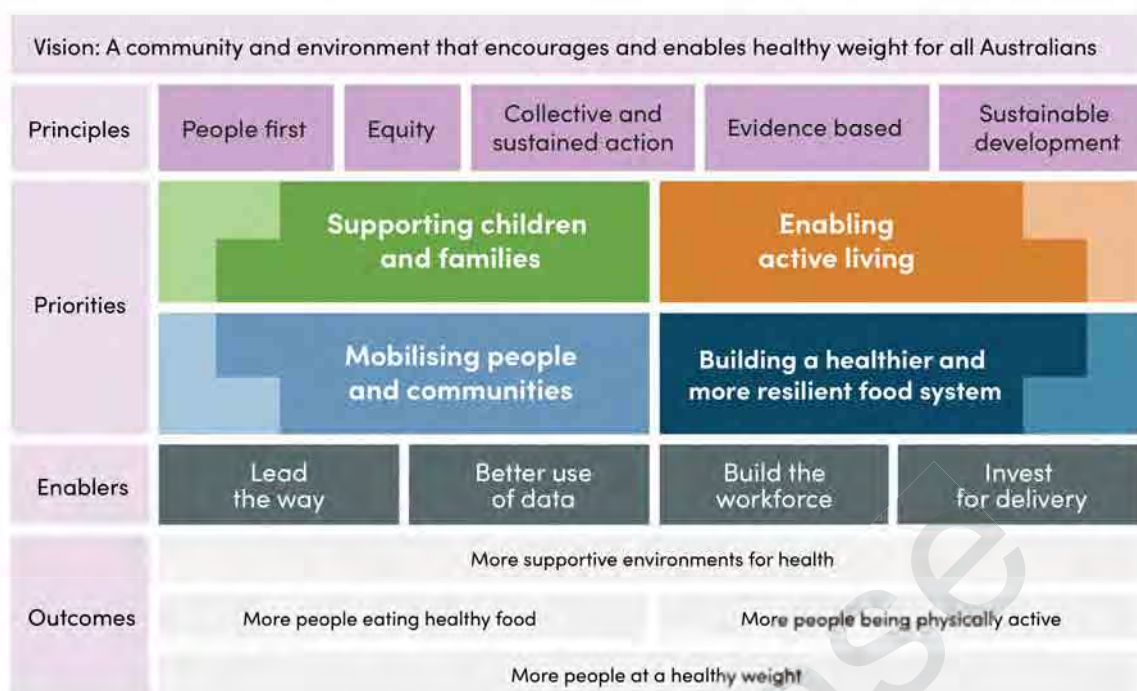 Vision: A community and environment that encourages and enables healthy weight for all Australians
Principles
People first
Equity
Collective and
sustained action
Evidence based
Sustainable
development
Priorities
Supporting children
and families
Enabling
active living
Mobilising people
and communities
Building a healthier and
more resilient food system
Enablers
Lead
the way
Better use
of data
Build the
workforce
Invest
for delivery
Outcomes
More supportive environments for health
More people eating healthy food
More people being physically active
More people at a healthy weight